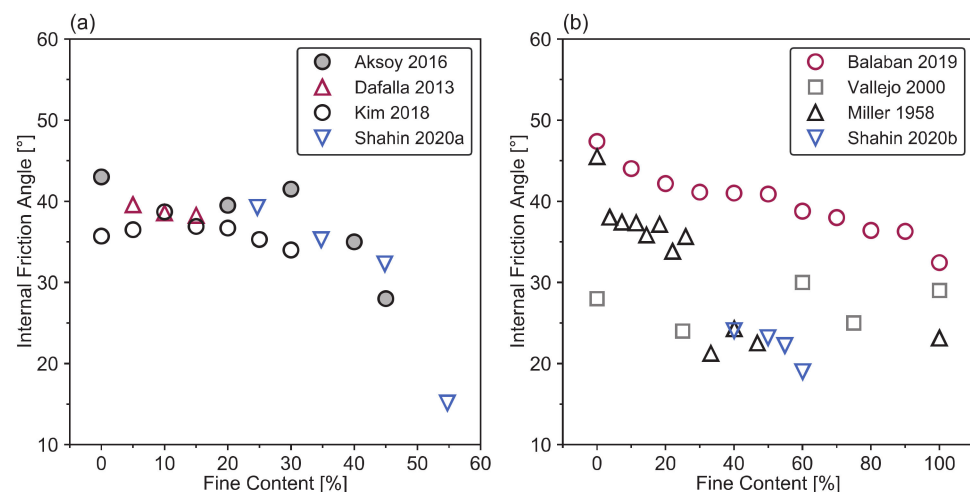 (a)
60
50
40
30
20
10
0 10 20 30 40 50 60
Internal Friction Angle [°]
Fine Content [%]
Aksoy 2016
Dafalla 2013
Kim 2018
Shahin 2020a
(b)
60
50
40
30
20
10
0 20 40 60 80 100
Internal Friction Angle [°]
Fine Content [%]
Balaban 2019
Vallejo 2000
Miller 1958
Shahin 2020b